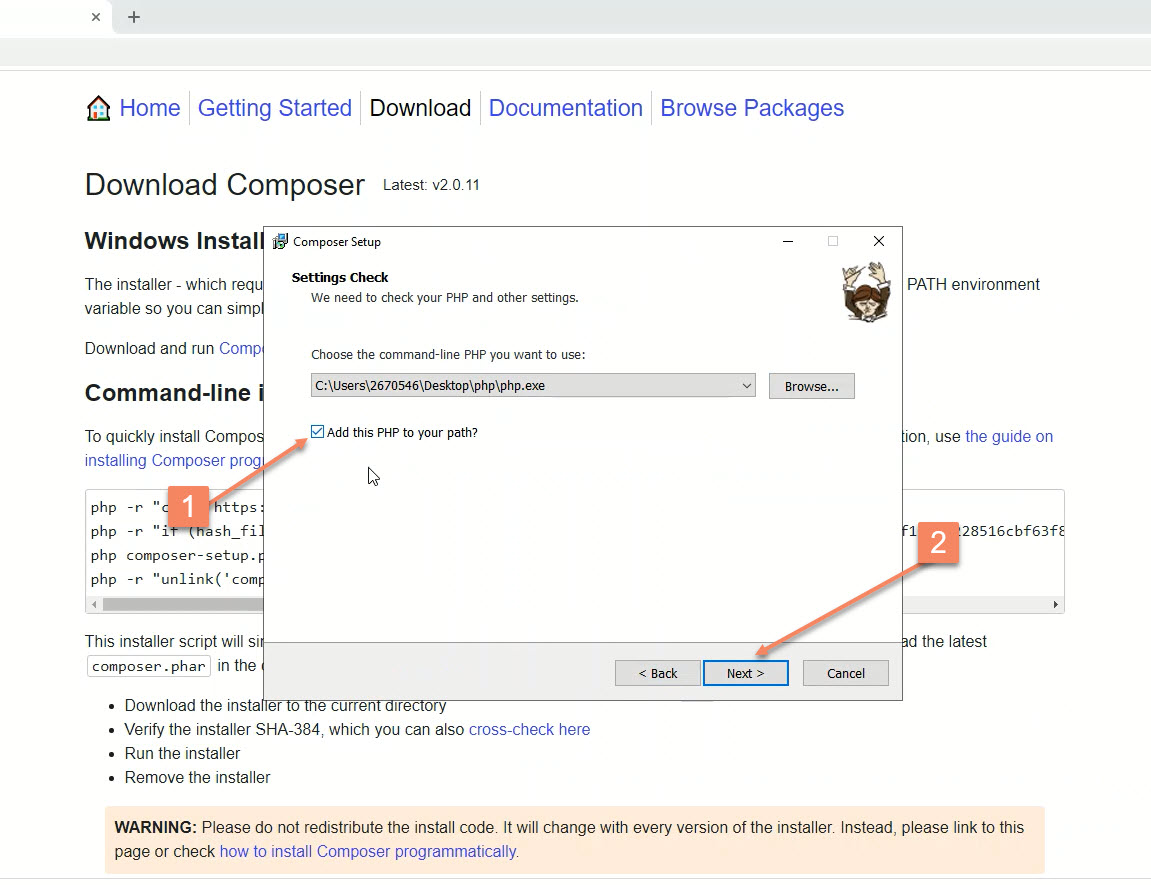 Home Getting Started Download Documentation Browse Packages
Download Composer Latest: v2.0.11
Windows Install
The installer - which requ
PATH environment
variable so you can simpl
Download and run Compo
Command-line i
To quickly install Compos
tion, use the guide on
installing Composer prog
php -r "c https:
php -r "if (hash_fil
f1 228516cbf63f8
php composer-setup.p
php -r "unlink('comp
This installer script will sin
ad the latest
composer.phar in the
Download the installer to the current directory
Verify the installer SHA-384, which you can also cross-check here
Run the installer
Remove the installer
WARNING: Please do not redistribute the install code. It will change with every version of the installer. Instead, please link to this
page or check how to install Composer programmatically.
Composer Setup
Settings Check
We need to check your PHP and other settings.
Choose the command-line PHP you want to use:
C:\Users\2670546\Desktop\php\php.exe Browse...
Add this PHP to your path?
1
2
< Back Next > Cancel